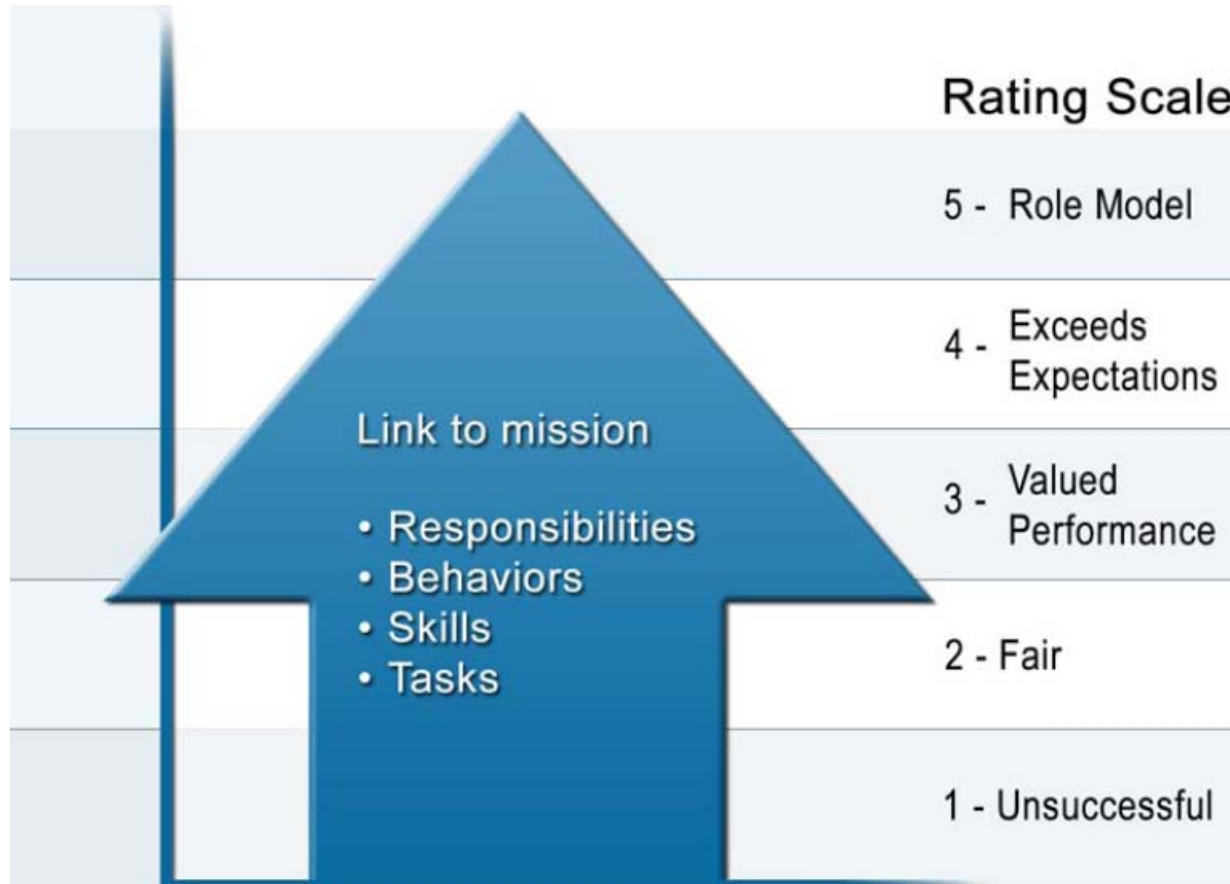 Rating Scale
5 - Role Model
4 - Exceeds
Expectations
3 - Valued
Performance
2 - Fair
1 - Unsuccessful
Link to mission
• Responsibilities
• Behaviors
• Skills
• Tasks